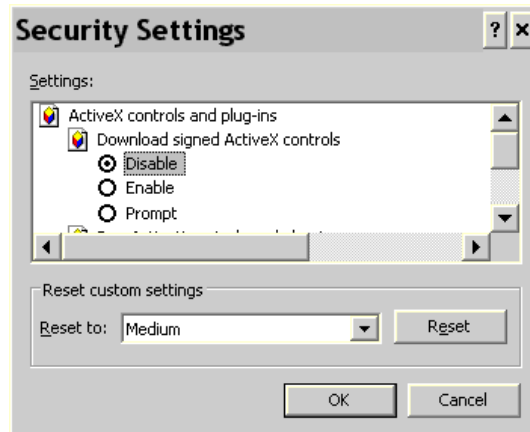 Security Settings
Settings:
ActiveX controls and plug-ins
Download signed ActiveX controls
Disable
Enable
Prompt
Reset custom settings
Reset to: Medium Reset
OK Cancel